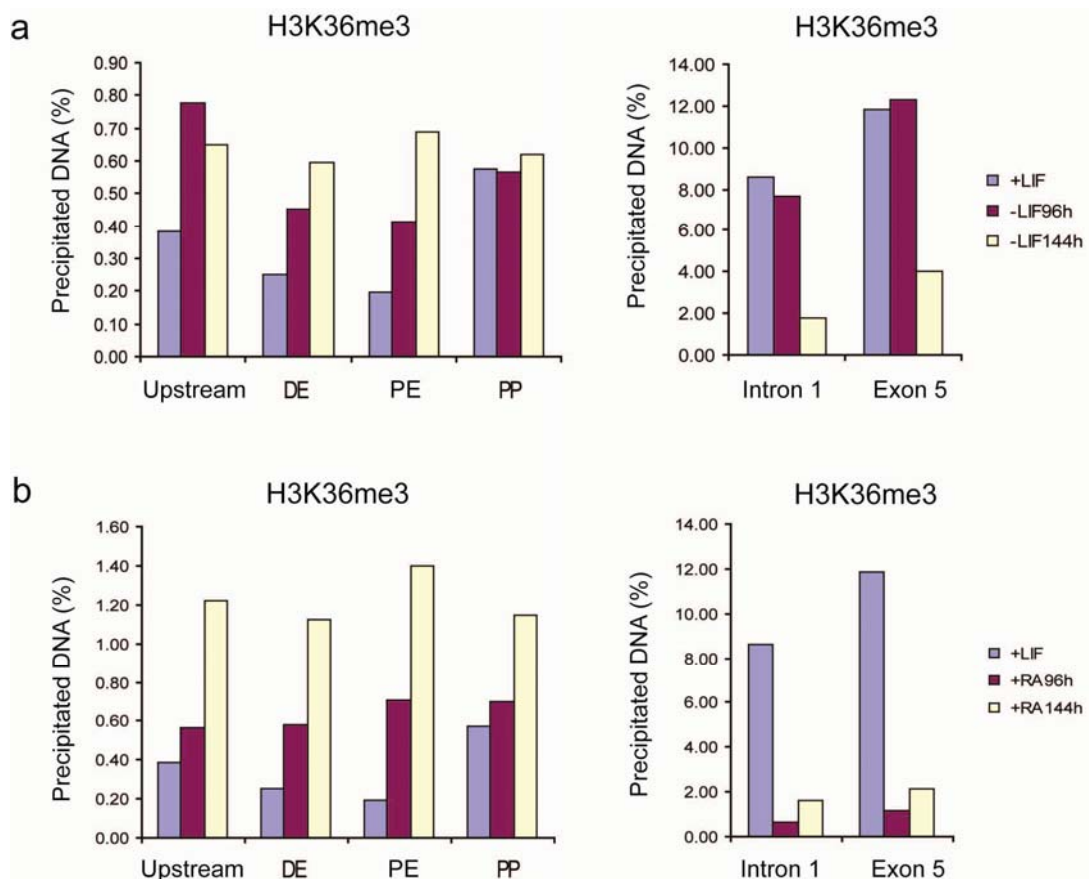 a
H3K36me3
Precipitated DNA (%)
0.90
0.80
0.70
0.60
0.50
0.40
0.30
0.20
0.10
0.00
Upstream DE PE PP
H3K36me3
Precipitated DNA (%)
14.00
12.00
10.00
8.00
6.00
4.00
2.00
0.00
Intron 1 Exon 5
+LIF
-LIF96h
-LIF144h
b
H3K36me3
Precipitated DNA (%)
1.60
1.40
1.20
1.00
0.80
0.60
0.40
0.20
0.00
Upstream DE PE PP
H3K36me3
Precipitated DNA (%)
14.00
12.00
10.00
8.00
6.00
4.00
2.00
0.00
Intron 1 Exon 5
+LIF
+RA96h
+RA144h